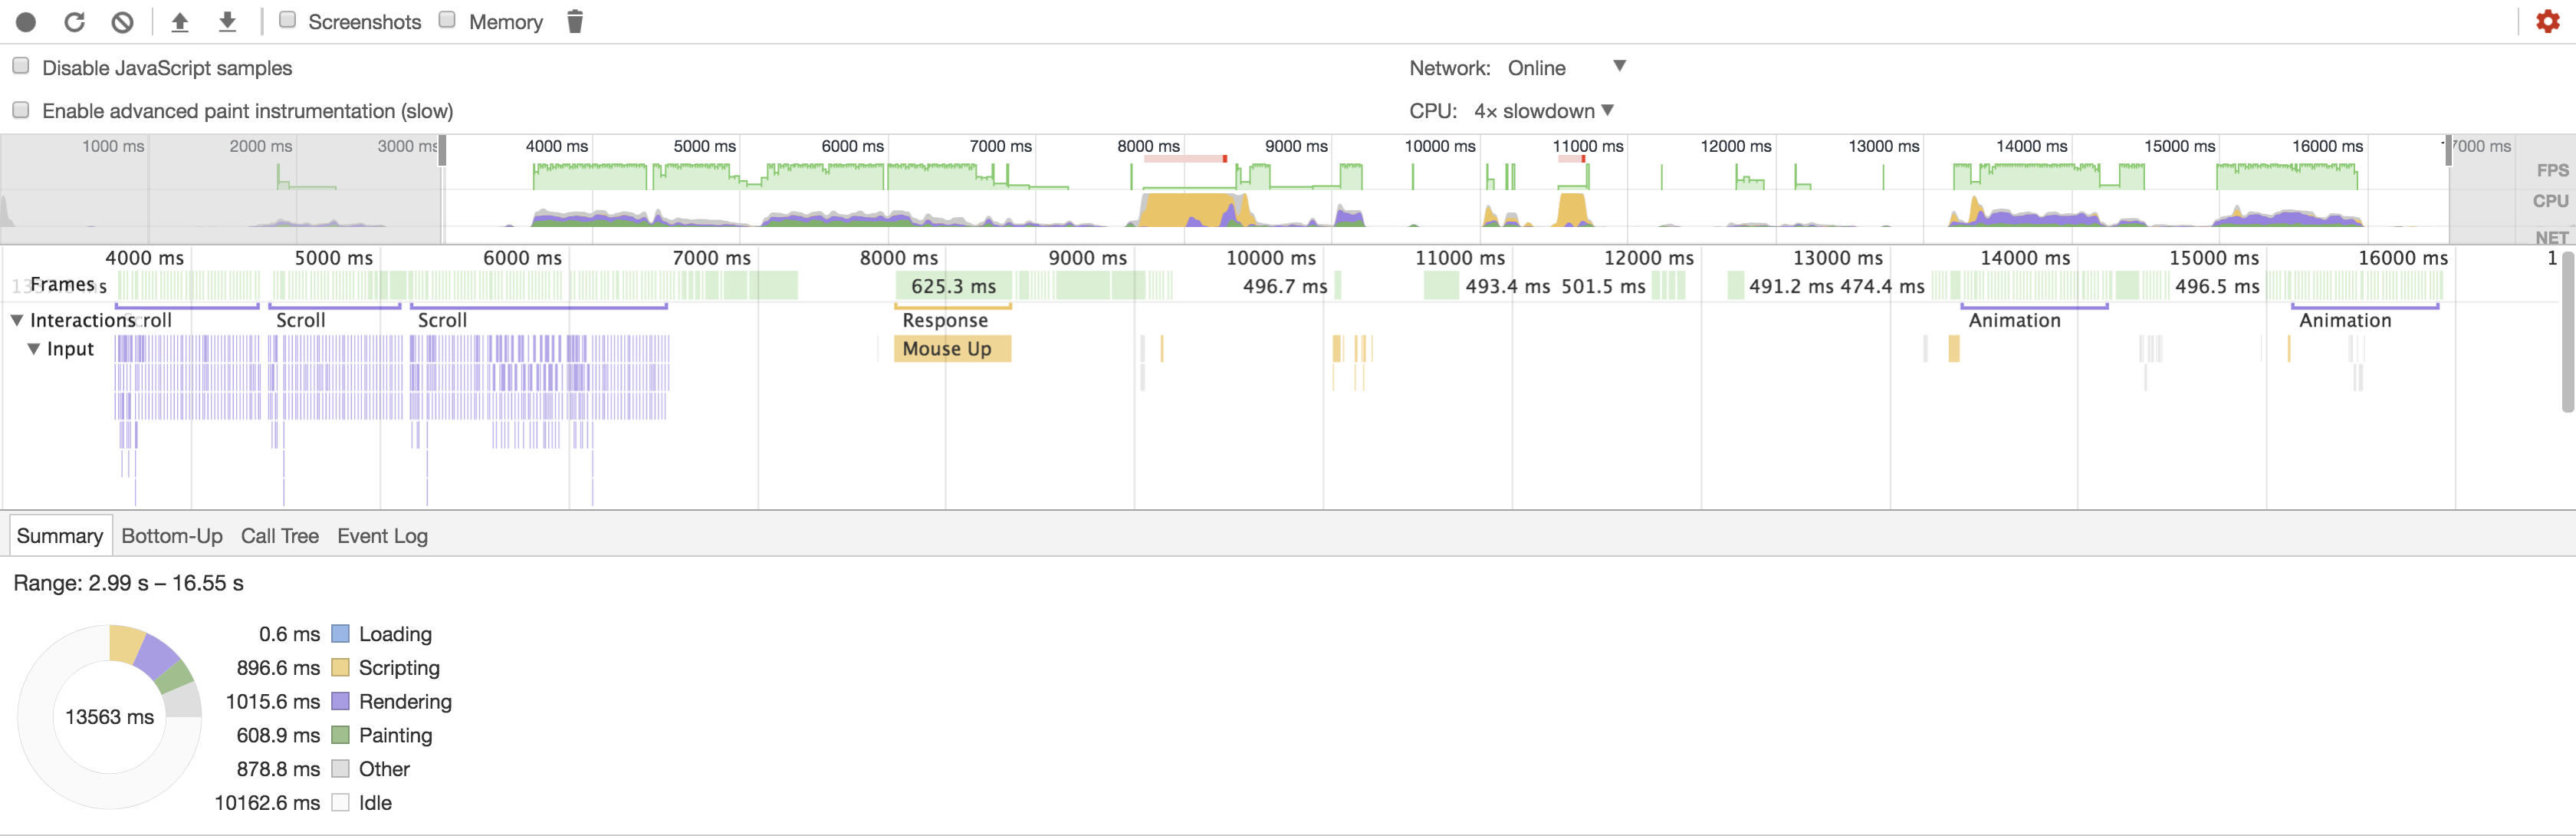 Screenshots Memory
Disable JavaScript samples Network: Online
Enable advanced paint instrumentation (slow) CPU: 4× slowdown
1000 ms 2000 ms 3000 ms 4000 ms 5000 ms 6000 ms 7000 ms 8000 ms 9000 ms 10000 ms 11000 ms 12000 ms 13000 ms 14000 ms 15000 ms 16000 ms 7000 ms
FPS
CPU
NET
4000 ms 5000 ms 6000 ms 7000 ms 8000 ms 9000 ms 10000 ms 11000 ms 12000 ms 13000 ms 14000 ms 15000 ms 16000 ms 1
Frames s 625.3 ms 496.7 ms 493.4 ms 501.5 ms 491.2 ms 474.4 ms 496.5 ms
Interactions roll Scroll Scroll Response Animation Animation
Input Mouse Up
Summary Bottom-Up Call Tree Event Log
Range: 2.99 s – 16.55 s
13563 ms
0.6 ms Loading
896.6 ms Scripting
1015.6 ms Rendering
608.9 ms Painting
878.8 ms Other
10162.6 ms Idle